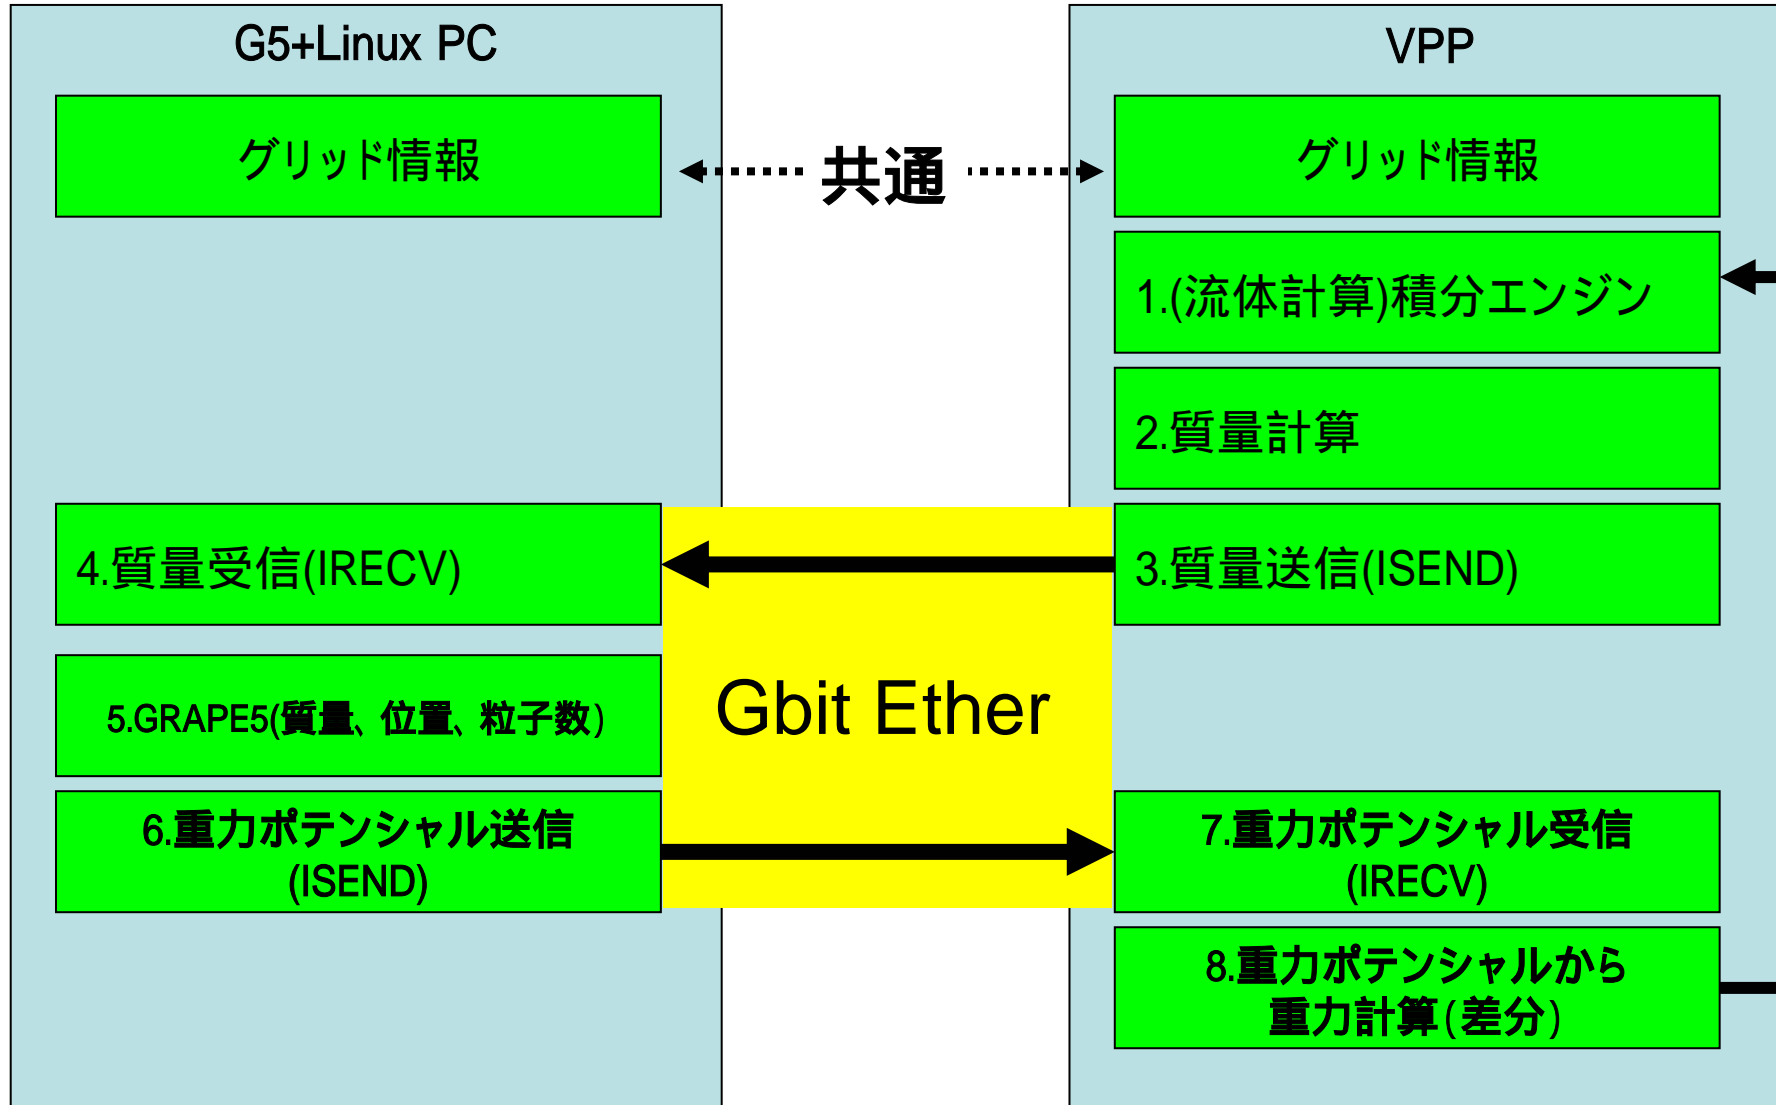 G5+Linux PC
VPP
グリッド情報
共通
グリッド情報
1.(流体計算)積分エンジン
2.質量計算
4.質量受信(IRECV)
3.質量送信(ISEND)
5.GRAPE5(質量、位置、粒子数)
Gbit Ether
6.重力ポテンシャル送信
(ISEND)
7.重力ポテンシャル受信
(IRECV)
8.重力ポテンシャルから
重力計算(差分)